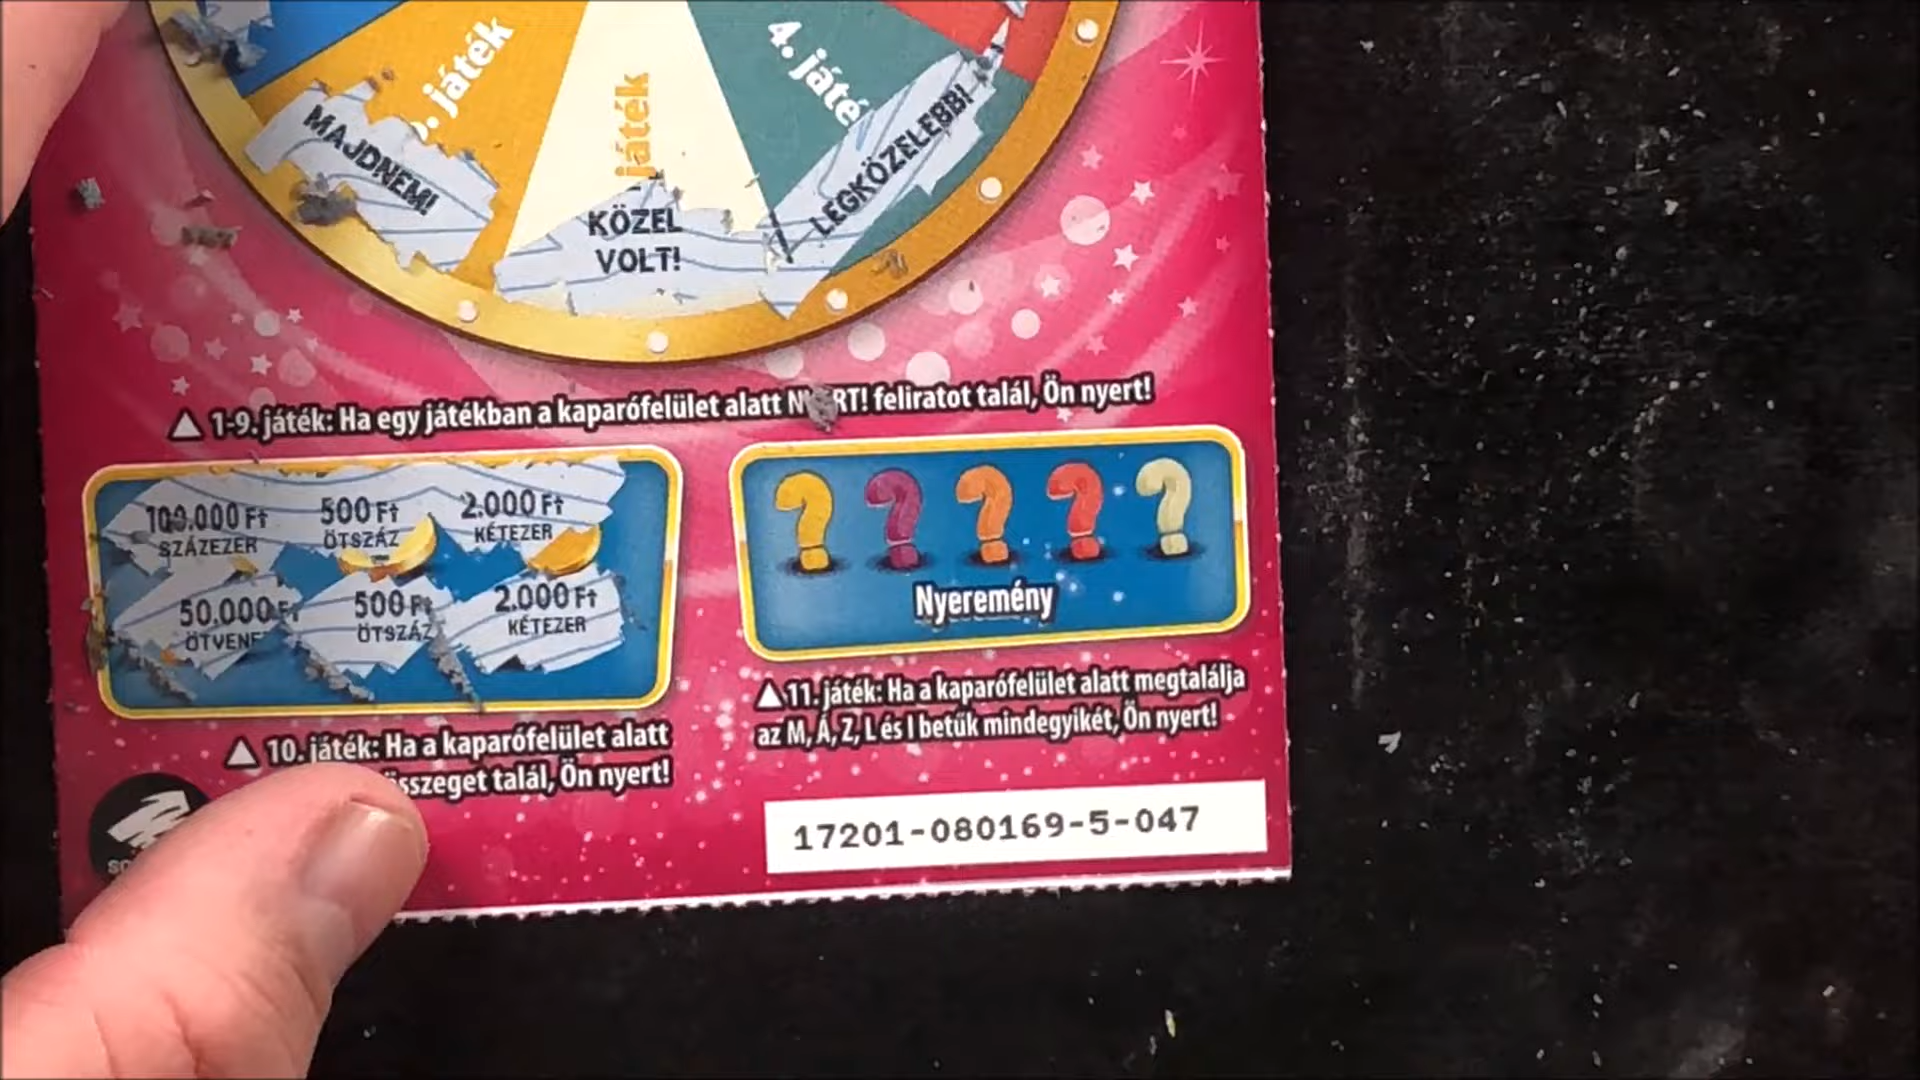 játék
játék
4. játé
MAJDNEM!
KÖZEL
VOLT!
LEGKÖZELEBB!
1-9. játék: Ha egy játékban a kaparófelület alatt feliratot talál, Ön nyert!
100.000 Ft 500 Ft 2.000 Ft
SZÁZEZER ÖTSZÁZ KÉTEZER
50.000 Ft 500 Ft 2.000 Ft
ÖTVENE ÖTSZÁZ KÉTEZER
? ? ? ? ?
Nyeremény
10. játék: Ha a kaparófelület alatt
összeget talál, Ön nyert!
11. játék: Ha a kaparófelület alatt megtalálja
az M, Á, Z, L és I betűk mindegyikét, Ön nyert!
17201-080169-5-047